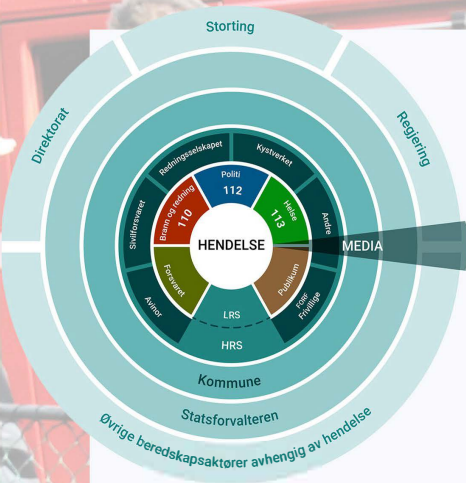 Storting
Direktorat
Regjering
Redningsselskapet
Kystverket
Politi
112
Brann og redning
110
Helse
113
Sivilforsvaret
Andre
HENDELSE
MEDIA
Forsvaret
Publikum
Avinor
FORF
Frivillige
LRS
HRS
Kommune
Statsforvalteren
Øvrige beredskapsaktører avhengig av hendelse